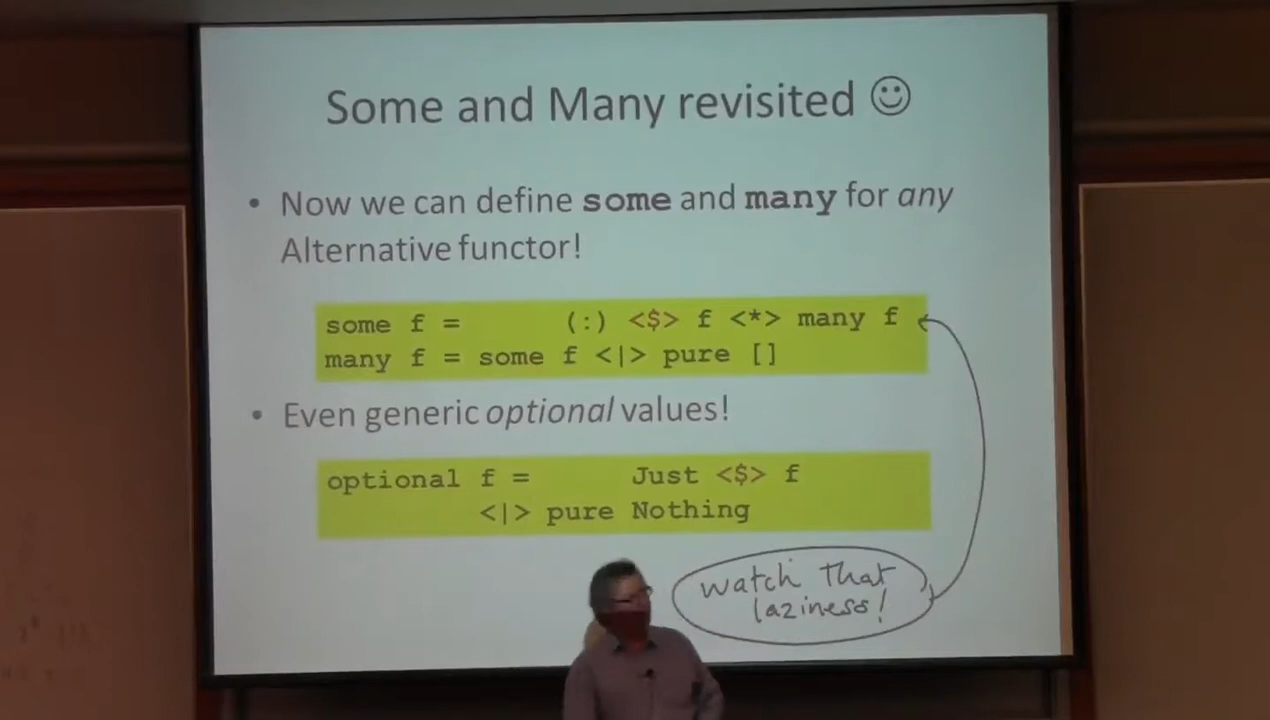 Some and Many revisited ☺
• Now we can define some and many for any
Alternative functor!
some f = (:) <$> f <*> many f
many f = some f <|> pure []
• Even generic optional values!
optional f = Just <$> f
<|> pure Nothing
watch that
laziness!